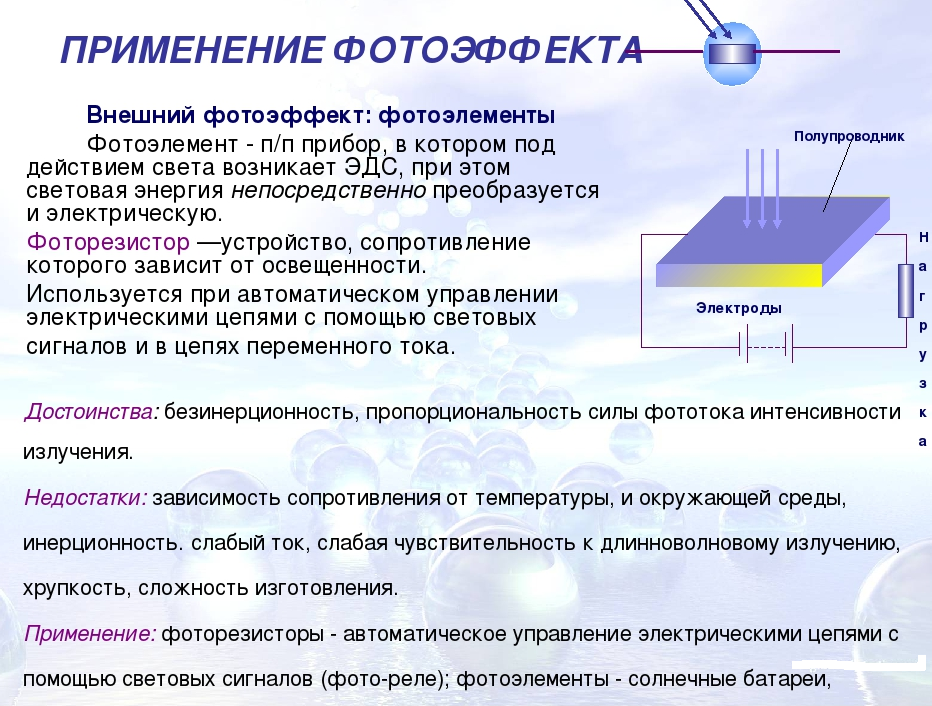 ПРИМЕНЕНИЕ ФОТОЭФФЕКТА
Внешний фотоэффект: фотоэлементы
Фотоэлемент - п/п прибор, в котором под
действием света возникает ЭДС, при этом
световая энергия непосредственно преобразуется
и электрическую.
Фоторезистор —устройство, сопротивление
которого зависит от освещенности.
Используется при автоматическом управлении
электрическими цепями с помощью световых
сигналов и в цепях переменного тока.
Полупроводник
Электроды
Нагрузка
Достоинства: безинерционность, пропорциональность силы фототока интенсивности
излучения.
Недостатки: зависимость сопротивления от температуры, и окружающей среды,
инерционность. слабый ток, слабая чувствительность к длинноволновому излучению,
хрупкость, сложность изготовления.
Применение: фоторезисторы - автоматическое управление электрическими цепями с
помощью световых сигналов (фото-реле); фотоэлементы - солнечные батареи,